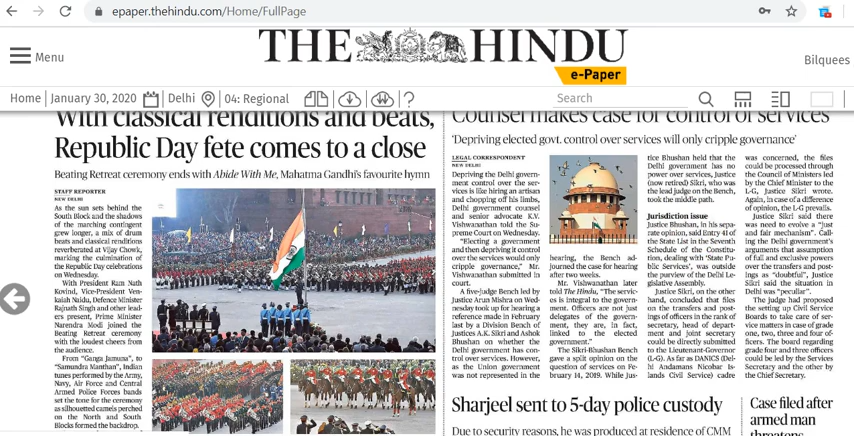 epaper.thehindu.com/Home/FullPage
THE HINDU
e-Paper
Menu
Bilquees
Home
January 30, 2020
Delhi
04: Regional
Search
With classical renditions and beats,
Republic Day fete comes to a close
Beating Retreat ceremony ends with Abide With Me, Mahatma Gandhi's favourite hymn
STAFF REPORTER
NEW DELHI
As the sun sets behind the
South Block and the shadows
of the marching contingent
grew longer, a mix of drum
beats and classical renditions
reverberated at Vijay Chowk,
marking the culmination of
the Republic Day celebrations
on Wednesday.
With President Ram Nath
Kovind, Vice-President Ven-
kaiah Naidu, Defence Minister
Rajnath Singh and other lead-
ers present, Prime Minister
Narendra Modi joined the
Beating Retreat ceremony
with the loudest cheers from
the audience.
From "Ganga Jamuna", to
"Samundra Manthan", Indian
tunes performed by the Army,
Navy, Air Force and Central
Armed Police Forces bands
set the tone for the ceremony
as silhouetted camels perched
on the North and South
Blocks formed the backdrop.
Counsel makes case for control of services
'Depriving elected govt. control over services will only cripple governance'
LEGAL CORRESPONDENT
NEW DELHI
Depriving the Delhi govern-
ment control over the ser-
vices is like hiring an artisan
and chopping off his limbs,
Delhi government counsel
and senior advocate K.V.
Vishwanathan told the Su-
preme Court on Wednesday.
"Electing a government
and then depriving it control
over the services would only
cripple governance," Mr.
Vishwanathan submitted in
court.
A five-judge Bench led by
Justice Arun Mishra on Wed-
nesday took up for hearing a
reference made in February
last by a Division Bench of
Justices A.K. Sikri and Ashok
Bhushan on whether the
Delhi government has con-
trol over services. However,
as the Union government
was not represented in the
hearing, the Bench ad-
journed the case for hearing
after two weeks.
Mr. Vishwanathan later
told The Hindu, "The servic-
es is integral to the govern-
ment. Officers are not just
delegates of the govern-
ment, they are, in fact,
linked to the elected
government."
The Sikri-Bhushan Bench
gave a split opinion on the
question of services on Fe-
bruary 14, 2019. While Jus-
tice Bhushan held that the
Delhi government has no
power over services, Justice
(now retired) Sikri, who was
the lead judge on the Bench,
took the middle path.
Jurisdiction issue
Justice Bhushan, in his sepa-
rate opinion, said Entry 41 of
the State List in the Seventh
Schedule of the Constitu-
tion, dealing with 'State Pu-
blic Services', was outside
the purview of the Delhi Le-
gislative Assembly.
Justice Sikri, on the other
hand, concluded that files
on the transfers and post-
ings of officers in the rank of
secretary, head of depart-
ment and joint secretary
could be directly submitted
to the Lieutenant-Governor
(L-G). As far as DANICS (Del-
hi Andamans Nicobar Is-
lands Civil Service) cadre
was concerned, the files
could be processed through
the Council of Ministers led
by the Chief Minister to the
L-G, Justice Sikri wrote.
Again, in case of a difference
of opinion, the L-G prevails.
Justice Sikri said there
was need to evolve a "just
and fair mechanism". Cal-
ling the Delhi government's
arguments that assumption
of full and exclusive powers
over the transfers and post-
ings as "doubtful", Justice
Sikri said the situation in
Delhi was "peculiar".
The judge had proposed
the setting up Civil Service
Boards to take care of ser-
vice matters in case of grade
one, two, three and four of-
ficers. The board regarding
grade four and three officers
could be led by the Services
Secretary and the other by
the Chief Secretary.
Sharjeel sent to 5-day police custody
Due to security reasons, he was produced at residence of CMM
Case filed after
armed man
threatens